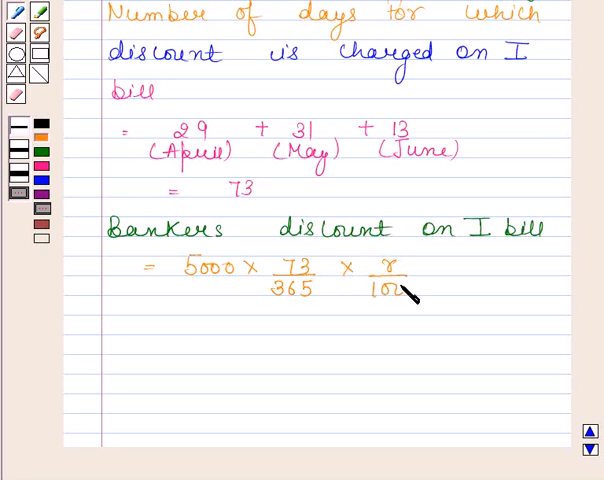 Number of days for which
discount is charged on I
bill
= 29 + 31 + 13
(April) (May) (June)
= 73
Bankers discount on I bill
= 5000 × 73/365 × r/100